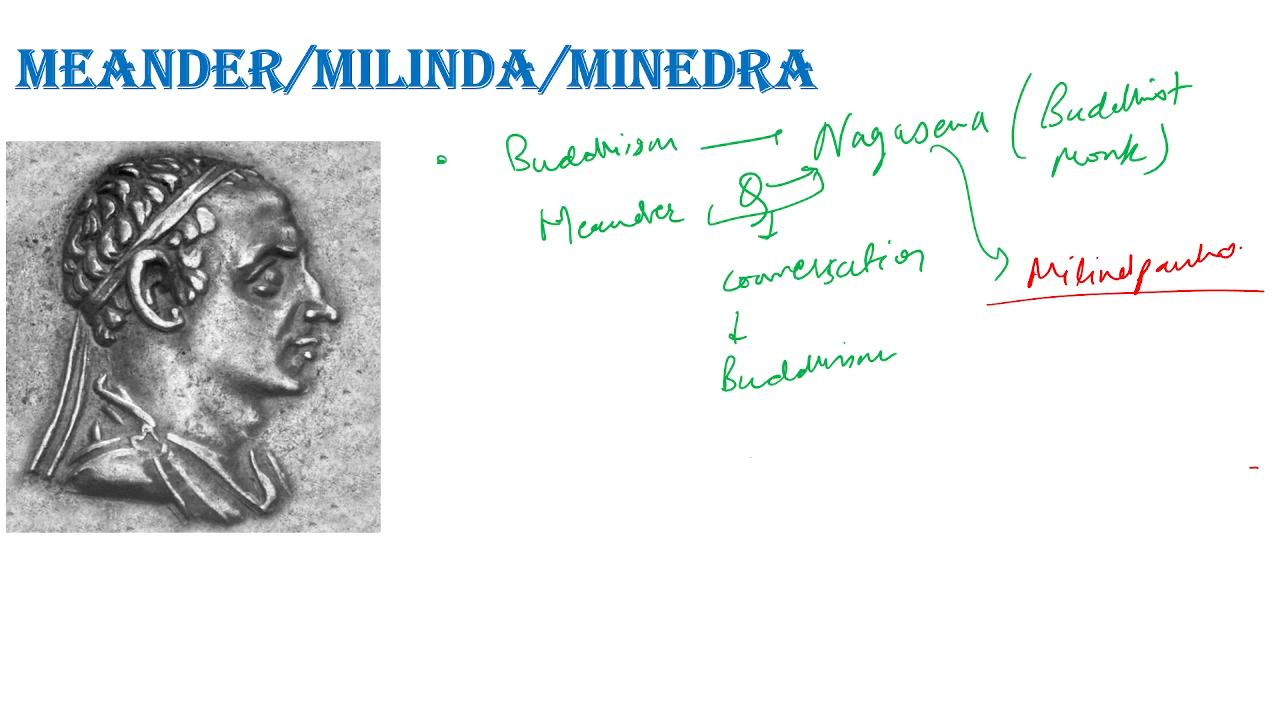 MEANDER/MILINDA/MINEDRA
Buddhism → Nagasena (Buddhist
monk)
Meander Q
conversation
Milindpanho.
↓
Buddhism